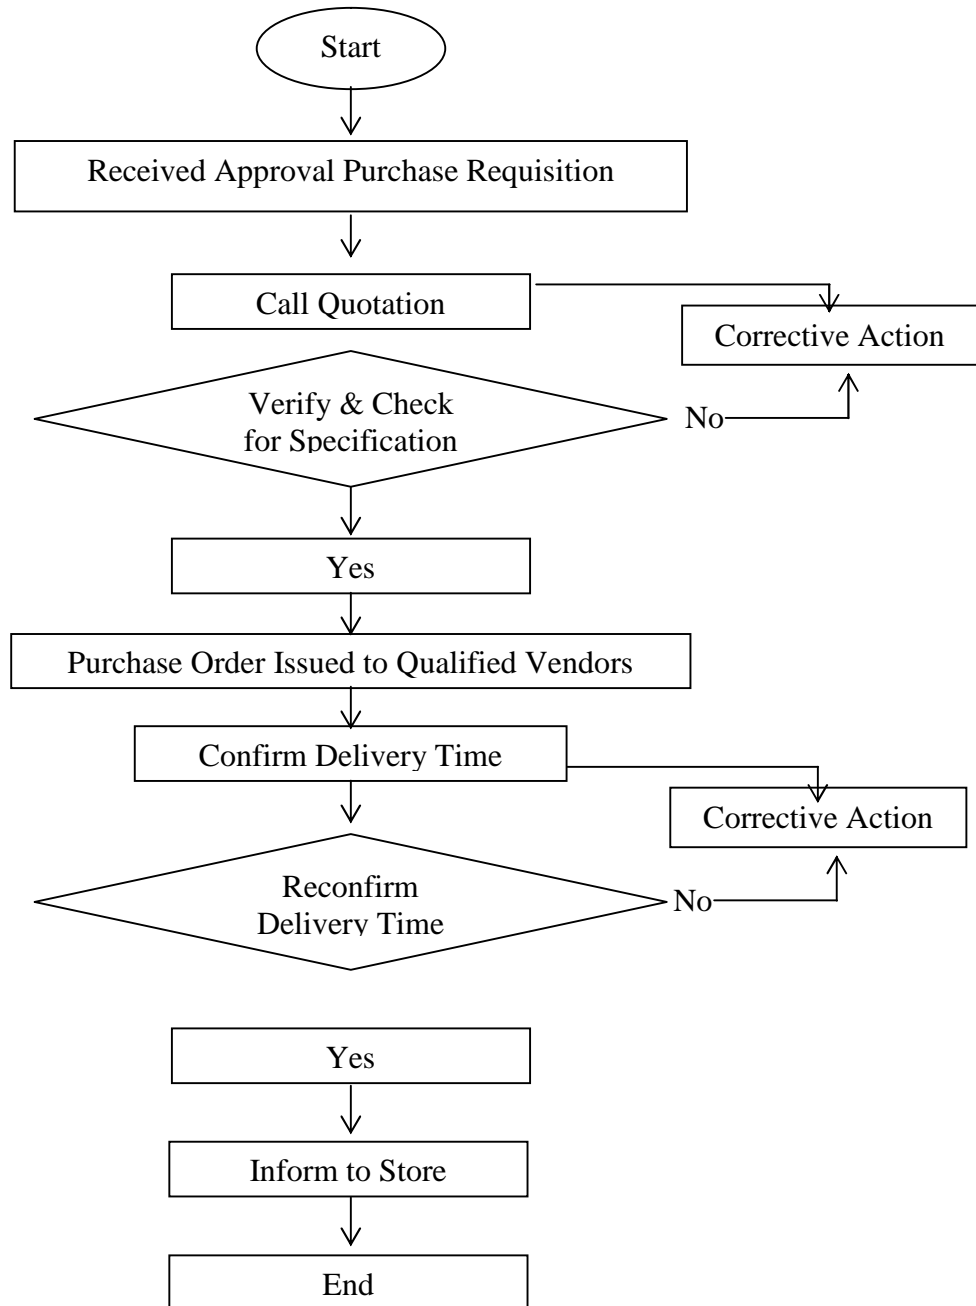 Start
Received Approval Purchase Requisition
Call Quotation
Corrective Action
Verify & Check
for Specification
No
Yes
Purchase Order Issued to Qualified Vendors
Confirm Delivery Time
Corrective Action
Reconfirm
Delivery Time
No
Yes
Inform to Store
End